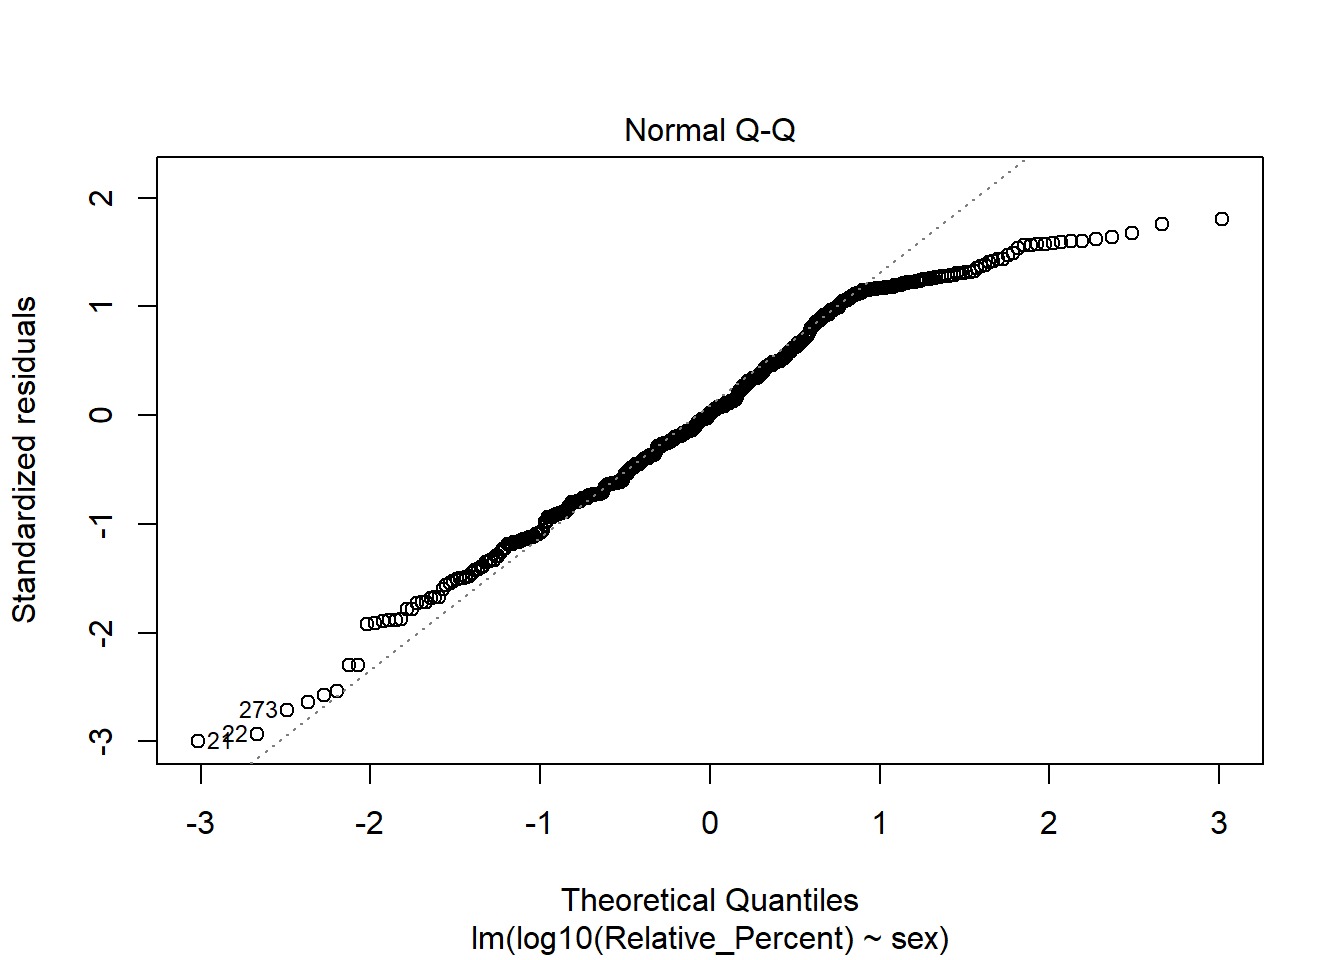 Normal Q-Q
Standardized residuals
2
1
0
-1
-2
-3
273
22
21
-3 -2 -1 0 1 2 3
Theoretical Quantiles
lm(log10(Relative_Percent) ~ sex)